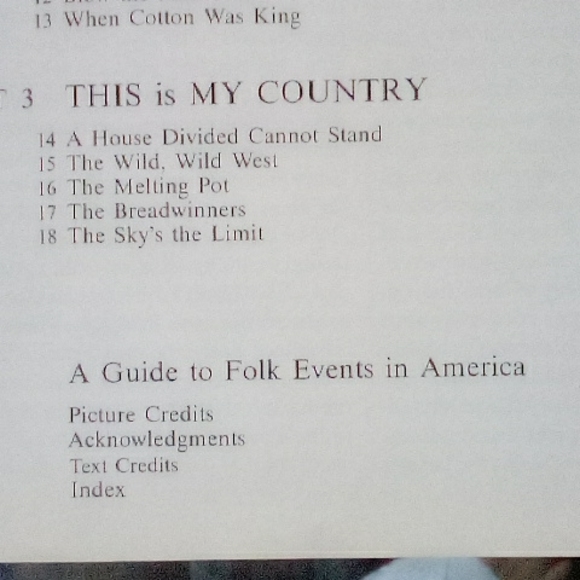 13 When Cotton Was King
3 THIS is MY COUNTRY
14 A House Divided Cannot Stand
15 The Wild, Wild West
16 The Melting Pot
17 The Breadwinners
18 The Sky's the Limit
A Guide to Folk Events in America
Picture Credits
Acknowledgments
Text Credits
Index